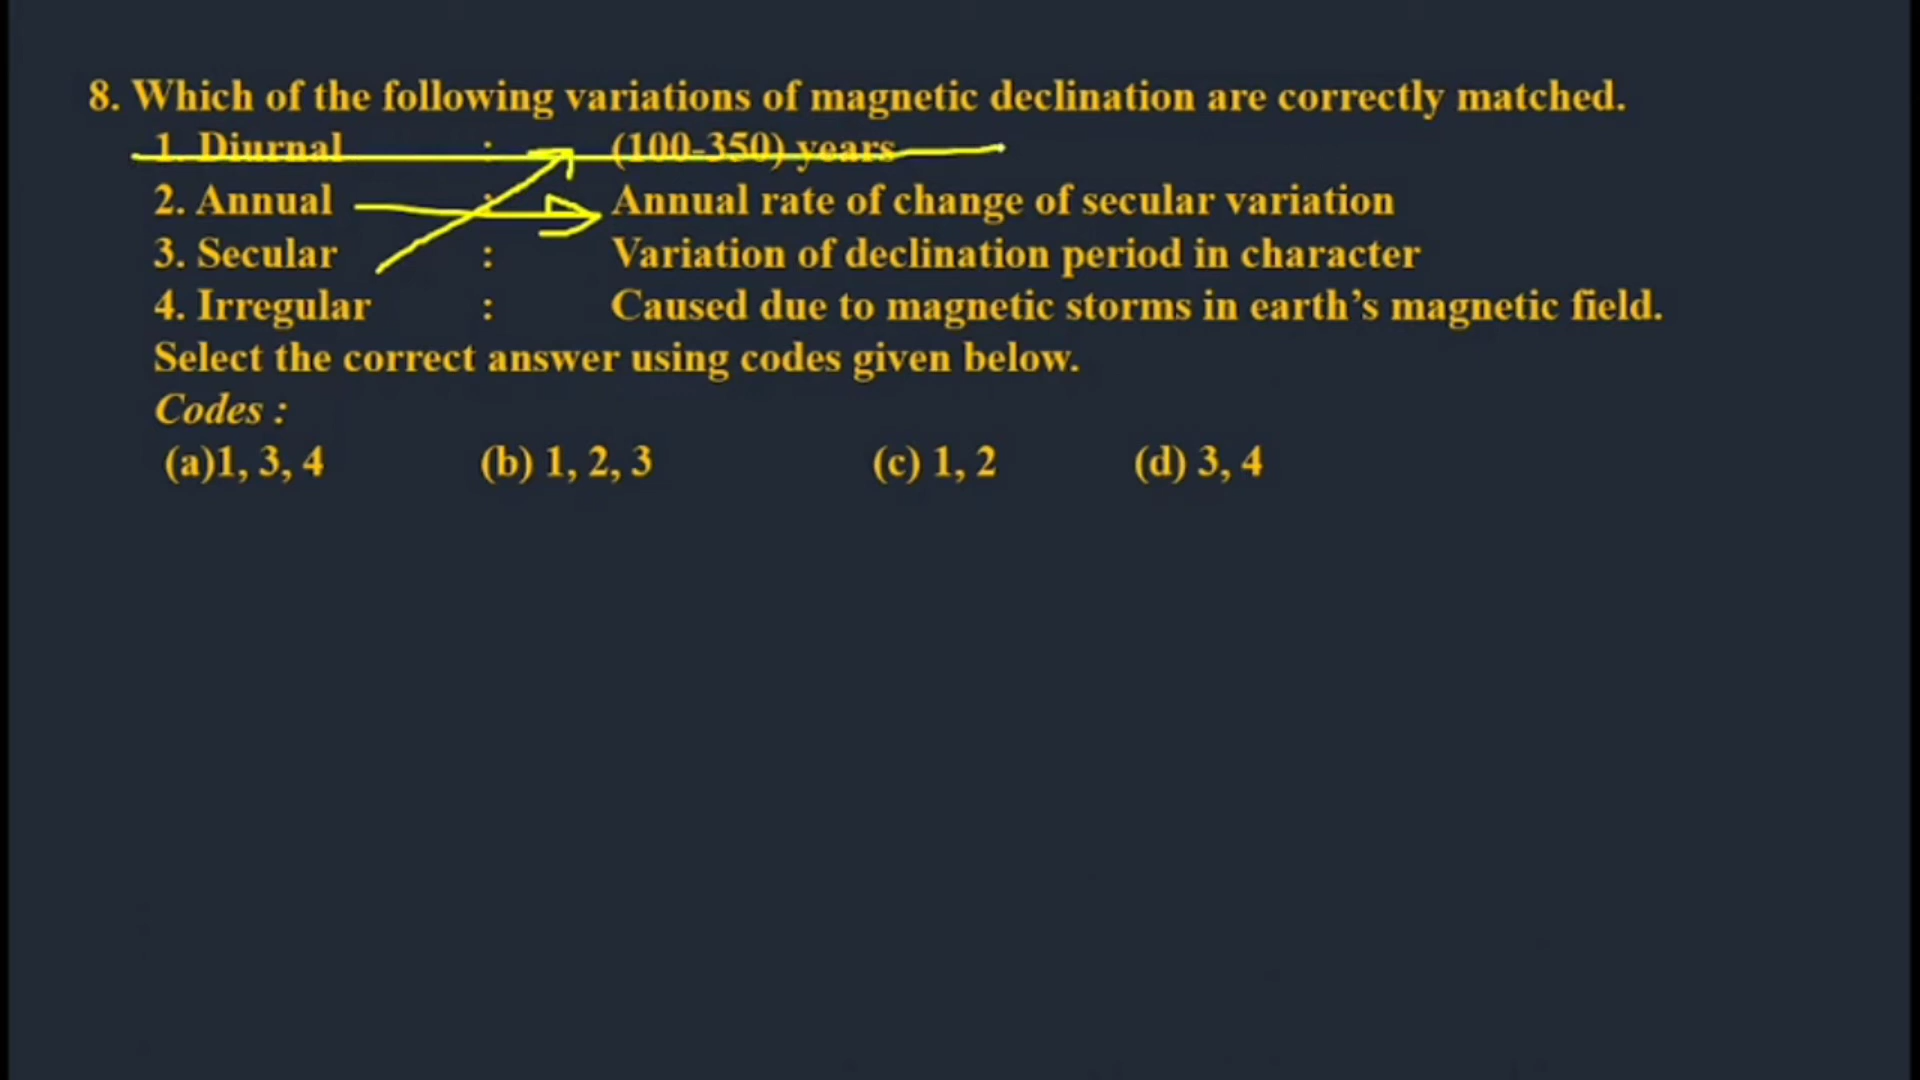 8. Which of the following variations of magnetic declination are correctly matched.
1. Diurnal : (100-350) years
2. Annual : Annual rate of change of secular variation
3. Secular : Variation of declination period in character
4. Irregular : Caused due to magnetic storms in earth's magnetic field.
Select the correct answer using codes given below.
Codes :
(a)1, 3, 4 (b) 1, 2, 3 (c) 1, 2 (d) 3, 4